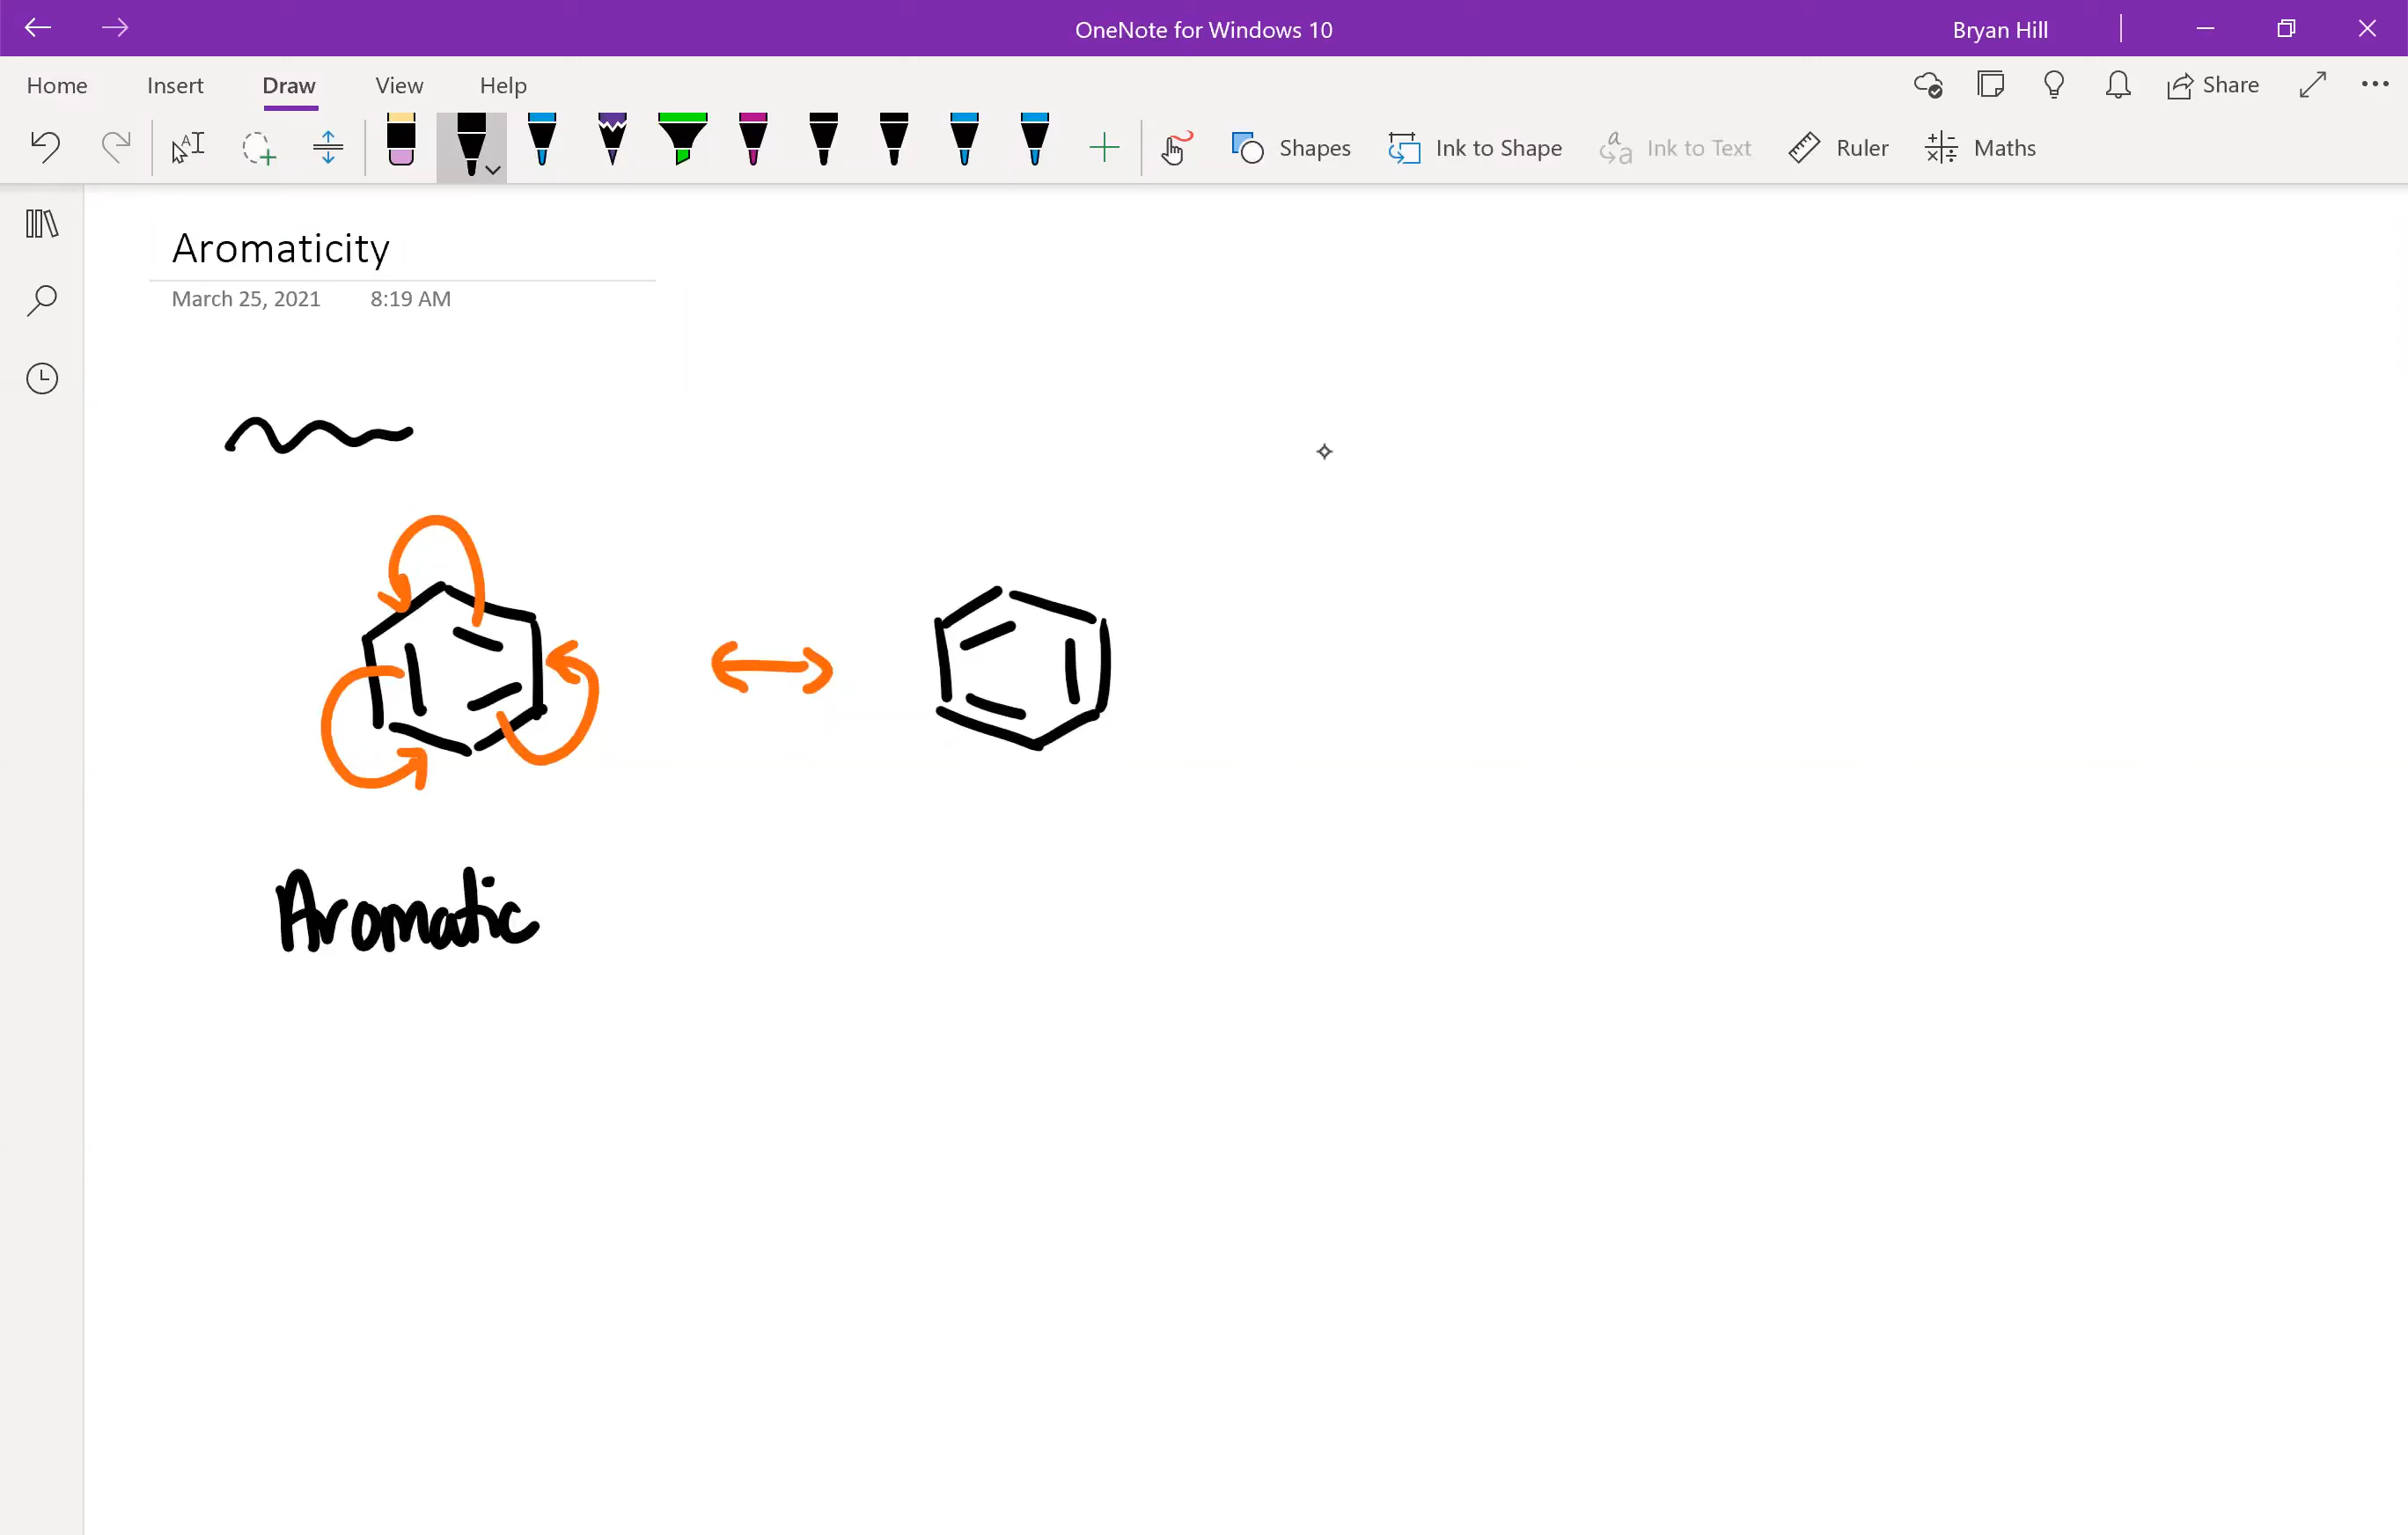 OneNote for Windows 10
Bryan Hill
Home Insert Draw View Help
Share
Shapes Ink to Shape Ink to Text Ruler Maths
Aromaticity
March 25, 2021 8:19 AM
Aromatic